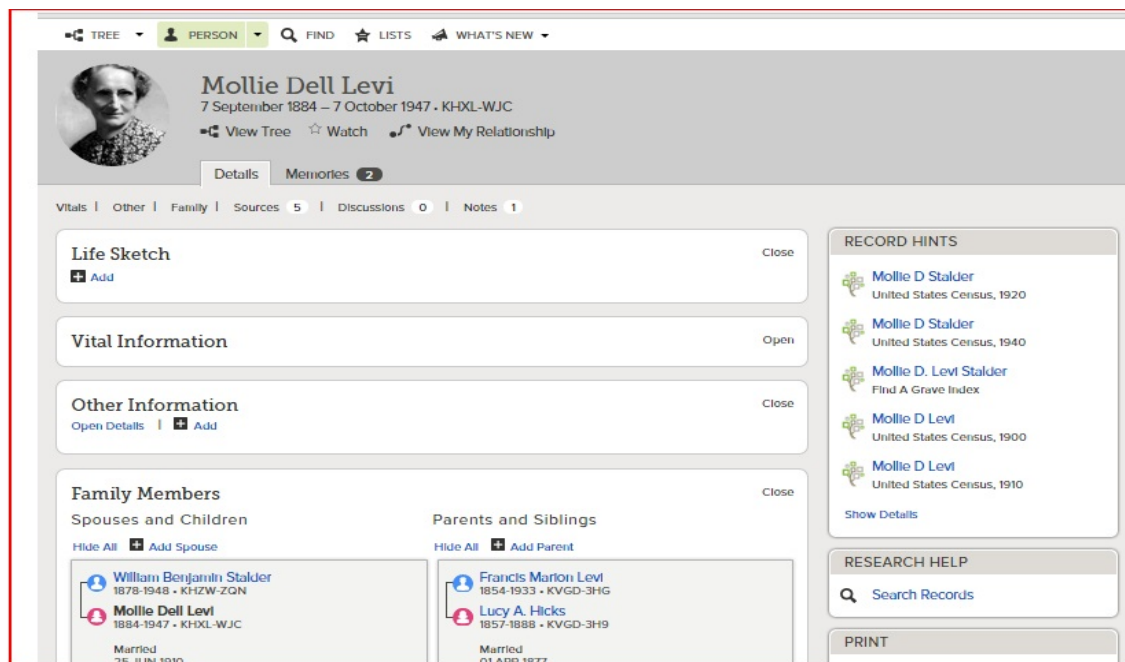 TREE PERSON FIND LISTS WHAT'S NEW
Mollie Dell Levi
7 September 1884 – 7 October 1947 • KHXL-WJC
View Tree Watch View My Relationship
Details Memories 2
Vitals | Other | Family | Sources 5 | Discussions 0 | Notes 1
Life Sketch Close
Add
Vital Information Open
Other Information Close
Open Details | Add
Family Members Close
Spouses and Children
Hide All Add Spouse
William Benjamin Stalder
1878-1948 • KHZW-ZQN
Mollie Dell Levi
1884-1947 • KHXL-WJC
Married
25 JUN 1910
Parents and Siblings
Hide All Add Parent
Francis Marion Levi
1854-1933 • KVGD-3HG
Lucy A. Hicks
1857-1888 • KVGD-3H9
Married
01 APR 1877
RECORD HINTS
Mollie D Stalder
United States Census, 1920
Mollie D Stalder
United States Census, 1940
Mollie D. Levi Stalder
Find A Grave Index
Mollie D Levi
United States Census, 1900
Mollie D Levi
United States Census, 1910
Show Details
RESEARCH HELP
Search Records
PRINT